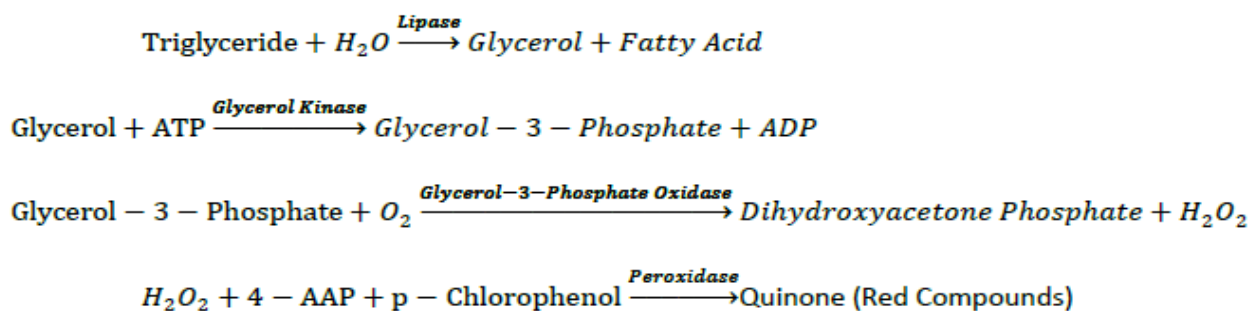 Lipase
Triglyceride + H₂O ⟶ Glycerol + Fatty Acid
Glycerol Kinase
Glycerol + ATP ⟶ Glycerol − 3 − Phosphate + ADP
Glycerol−3−Phosphate Oxidase
Glycerol − 3 − Phosphate + O₂ ⟶ Dihydroxyacetone Phosphate + H₂O₂
Peroxidase
H₂O₂ + 4 − AAP + p − Chlorophenol ⟶ Quinone (Red Compounds)